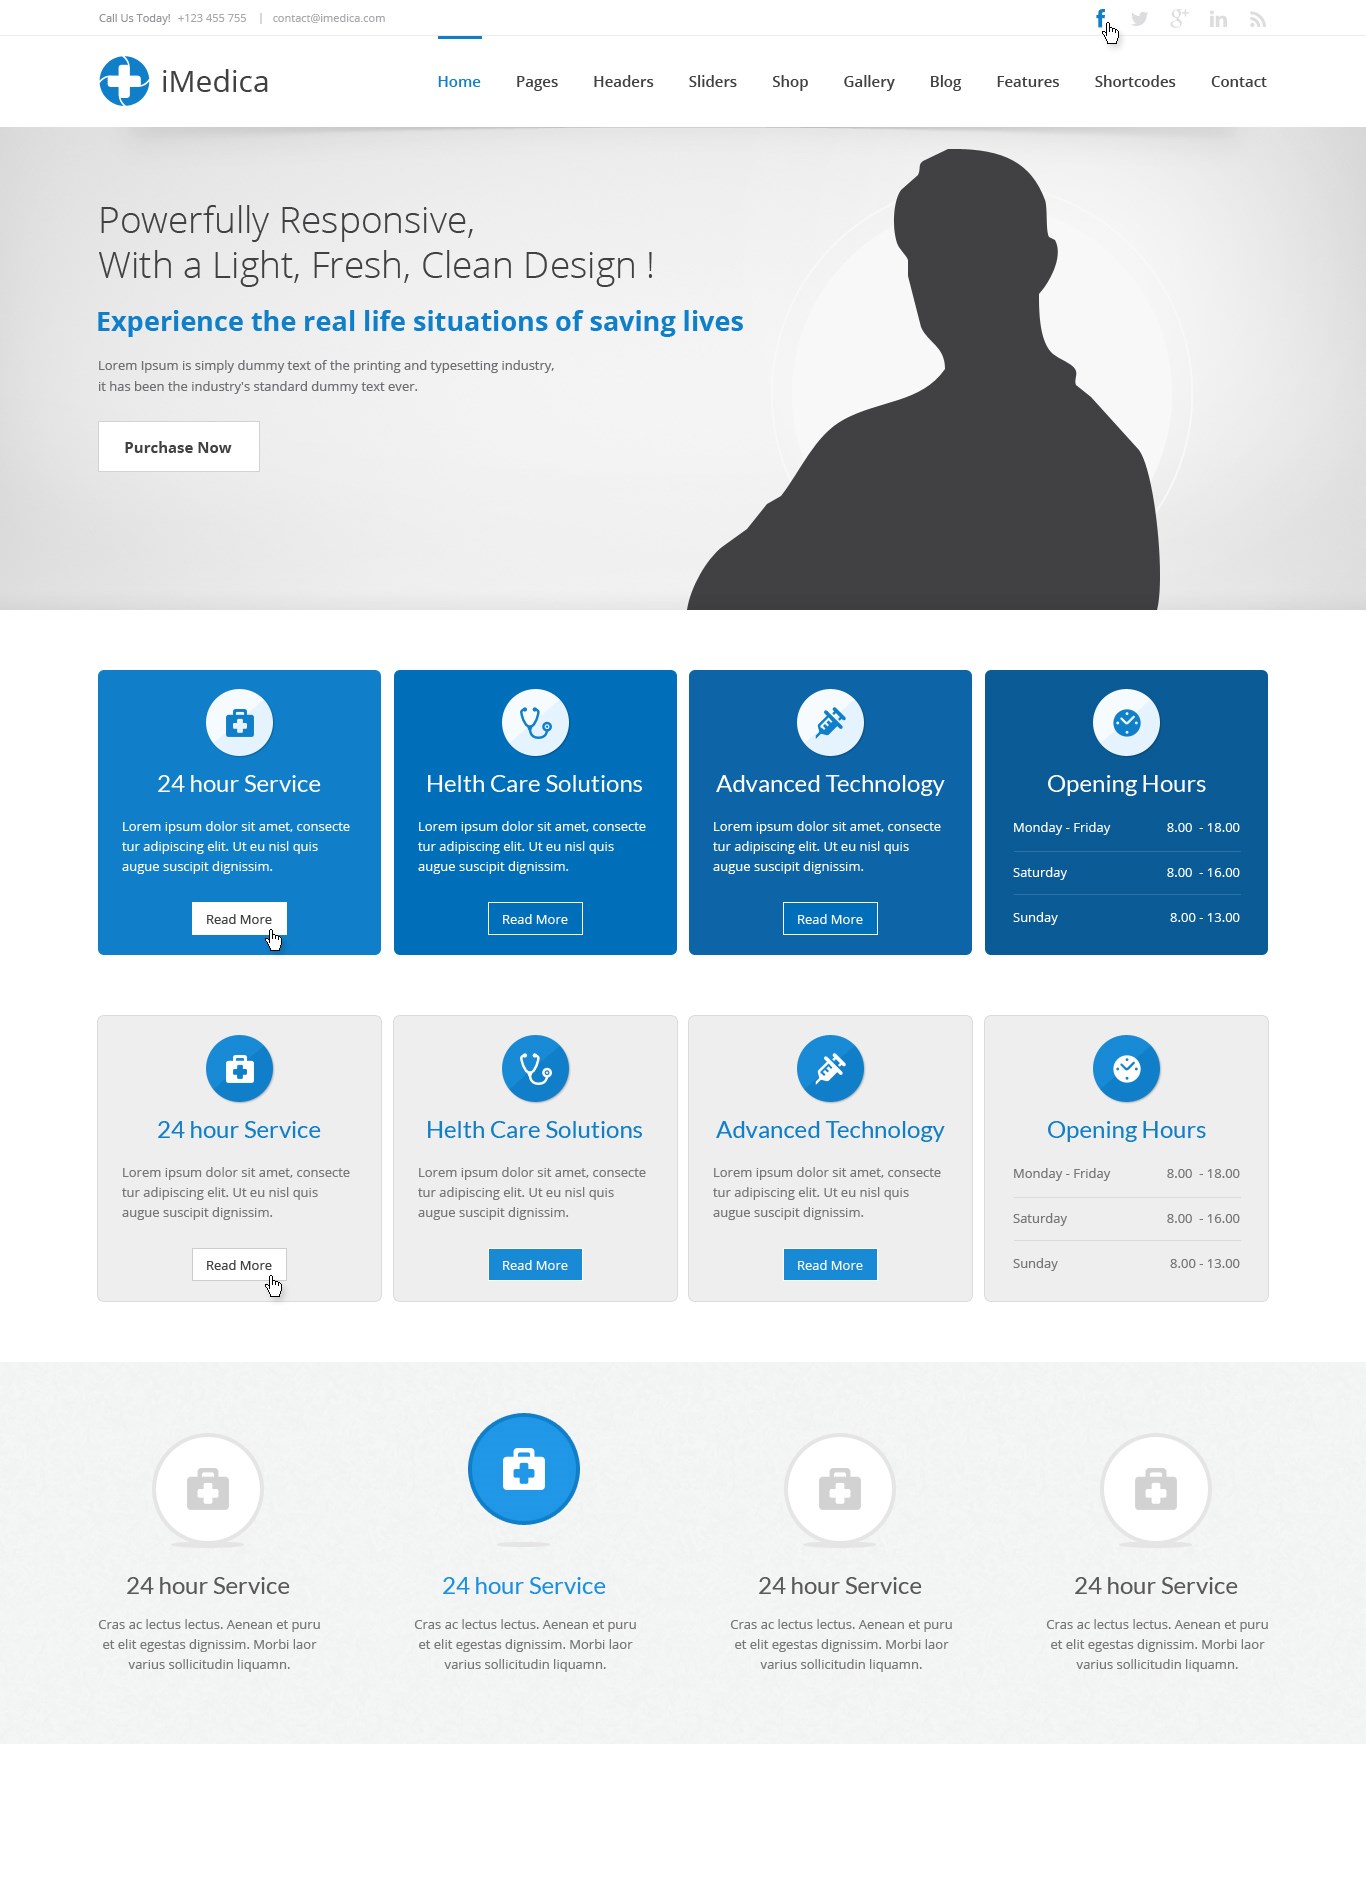 Call Us Today! +123 455 755 | contact@imedica.com
iMedica
Home Pages Headers Sliders Shop Gallery Blog Features Shortcodes Contact
Powerfully Responsive,
With a Light, Fresh, Clean Design !
Experience the real life situations of saving lives
Lorem Ipsum is simply dummy text of the printing and typesetting industry,
it has been the industry's standard dummy text ever.
Purchase Now
24 hour Service
Lorem ipsum dolor sit amet, consecte
tur adipiscing elit. Ut eu nisl quis
augue suscipit dignissim.
Read More
Helth Care Solutions
Lorem ipsum dolor sit amet, consecte
tur adipiscing elit. Ut eu nisl quis
augue suscipit dignissim.
Read More
Advanced Technology
Lorem ipsum dolor sit amet, consecte
tur adipiscing elit. Ut eu nisl quis
augue suscipit dignissim.
Read More
Opening Hours
Monday - Friday 8.00 - 18.00
Saturday 8.00 - 16.00
Sunday 8.00 - 13.00
24 hour Service
Lorem ipsum dolor sit amet, consecte
tur adipiscing elit. Ut eu nisl quis
augue suscipit dignissim.
Read More
Helth Care Solutions
Lorem ipsum dolor sit amet, consecte
tur adipiscing elit. Ut eu nisl quis
augue suscipit dignissim.
Read More
Advanced Technology
Lorem ipsum dolor sit amet, consecte
tur adipiscing elit. Ut eu nisl quis
augue suscipit dignissim.
Read More
Opening Hours
Monday - Friday 8.00 - 18.00
Saturday 8.00 - 16.00
Sunday 8.00 - 13.00
24 hour Service
Cras ac lectus lectus. Aenean et puru
et elit egestas dignissim. Morbi laor
varius sollicitudin liquamn.
24 hour Service
Cras ac lectus lectus. Aenean et puru
et elit egestas dignissim. Morbi laor
varius sollicitudin liquamn.
24 hour Service
Cras ac lectus lectus. Aenean et puru
et elit egestas dignissim. Morbi laor
varius sollicitudin liquamn.
24 hour Service
Cras ac lectus lectus. Aenean et puru
et elit egestas dignissim. Morbi laor
varius sollicitudin liquamn.